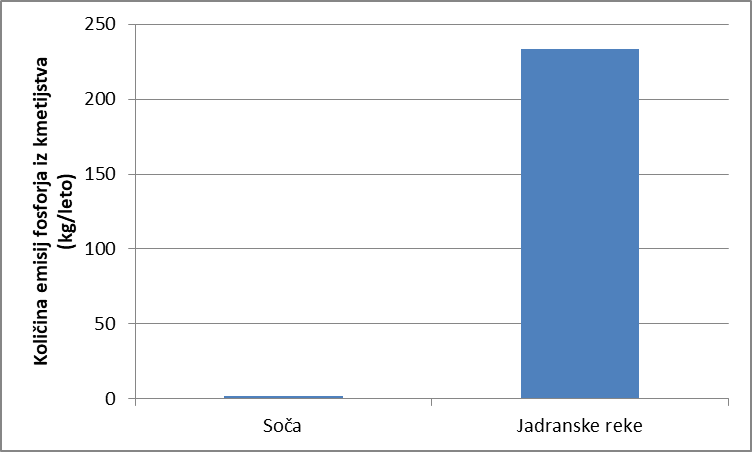 Količina emisij fosforja iz kmetijstva
(kg/leto)
250
200
150
100
50
0
Soča
Jadranske reke